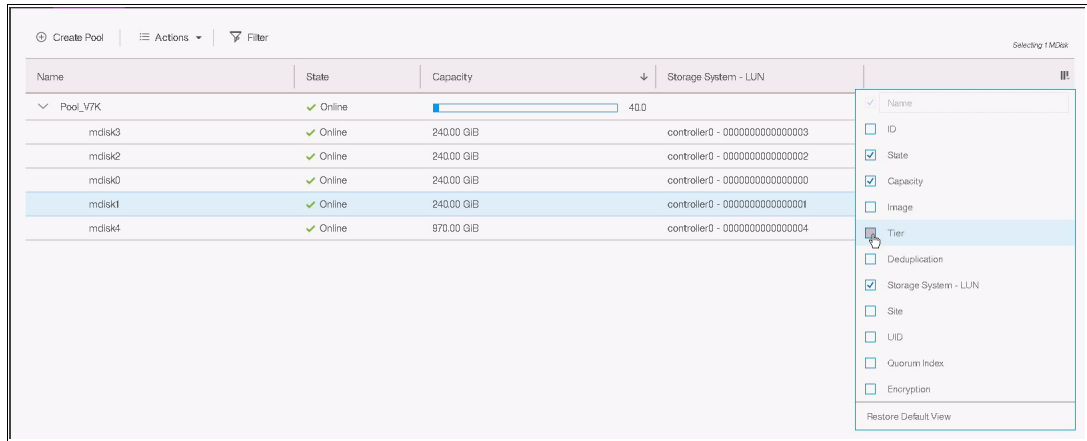 Create Pool Actions Filter
Selecting 1 MDisk
Name State Capacity Storage System - LUN
Pool_V7K Online 40.0
mdisk3 Online 240.00 GiB controller0 - 0000000000000003
mdisk2 Online 240.00 GiB controller0 - 0000000000000002
mdisk0 Online 240.00 GiB controller0 - 0000000000000000
mdisk1 Online 240.00 GiB controller0 - 0000000000000001
mdisk4 Online 970.00 GiB controller0 - 0000000000000004
Name
ID
State
Capacity
Image
Tier
Deduplication
Storage System - LUN
Site
UID
Quorum Index
Encryption
Restore Default View